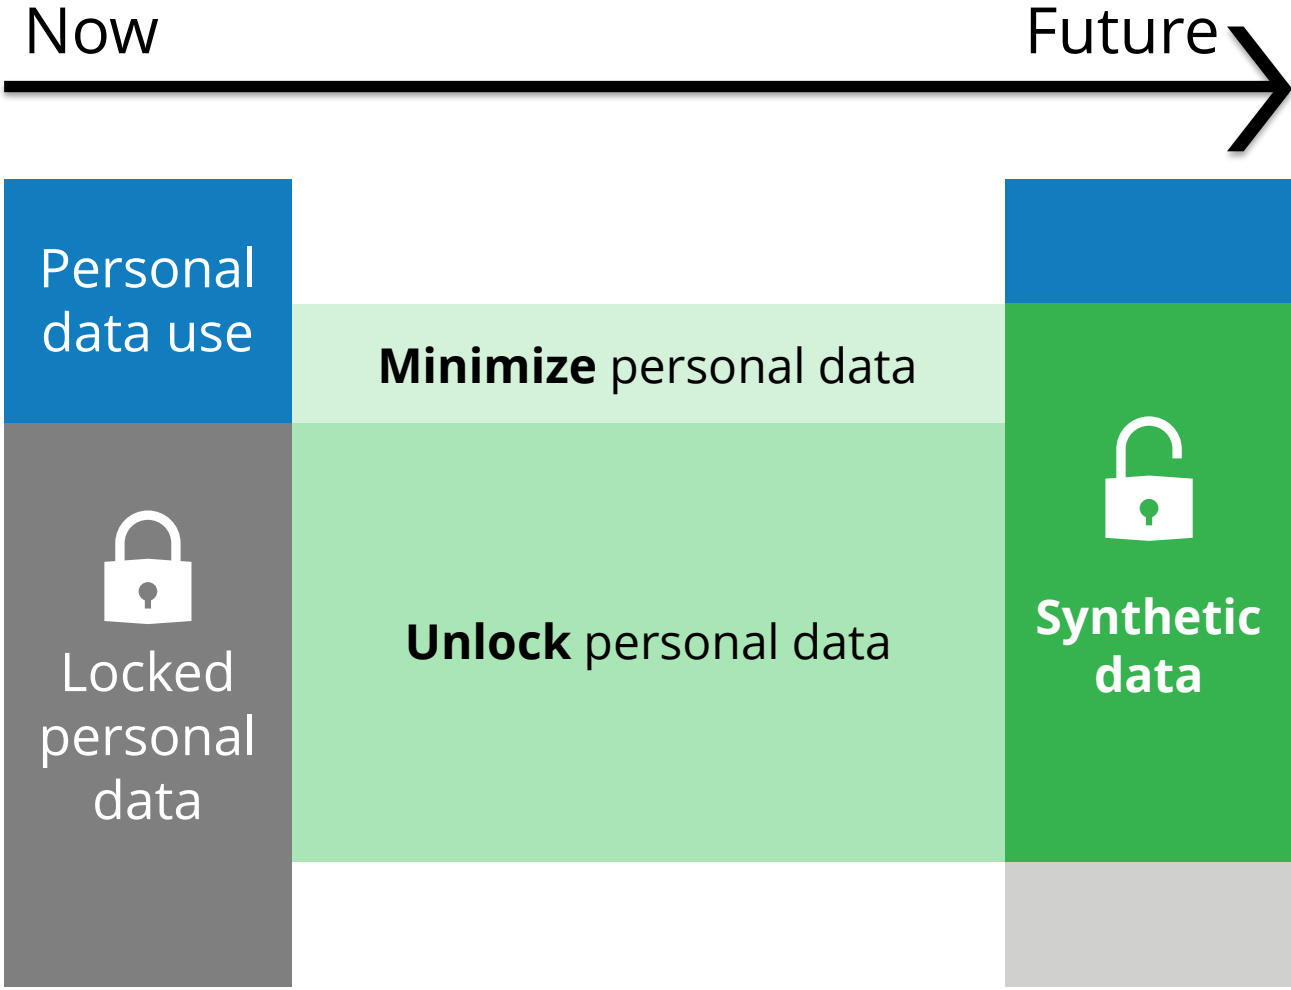 Now
Future
Personal
data use
Minimize personal data
Locked
personal
data
Unlock personal data
Synthetic
data